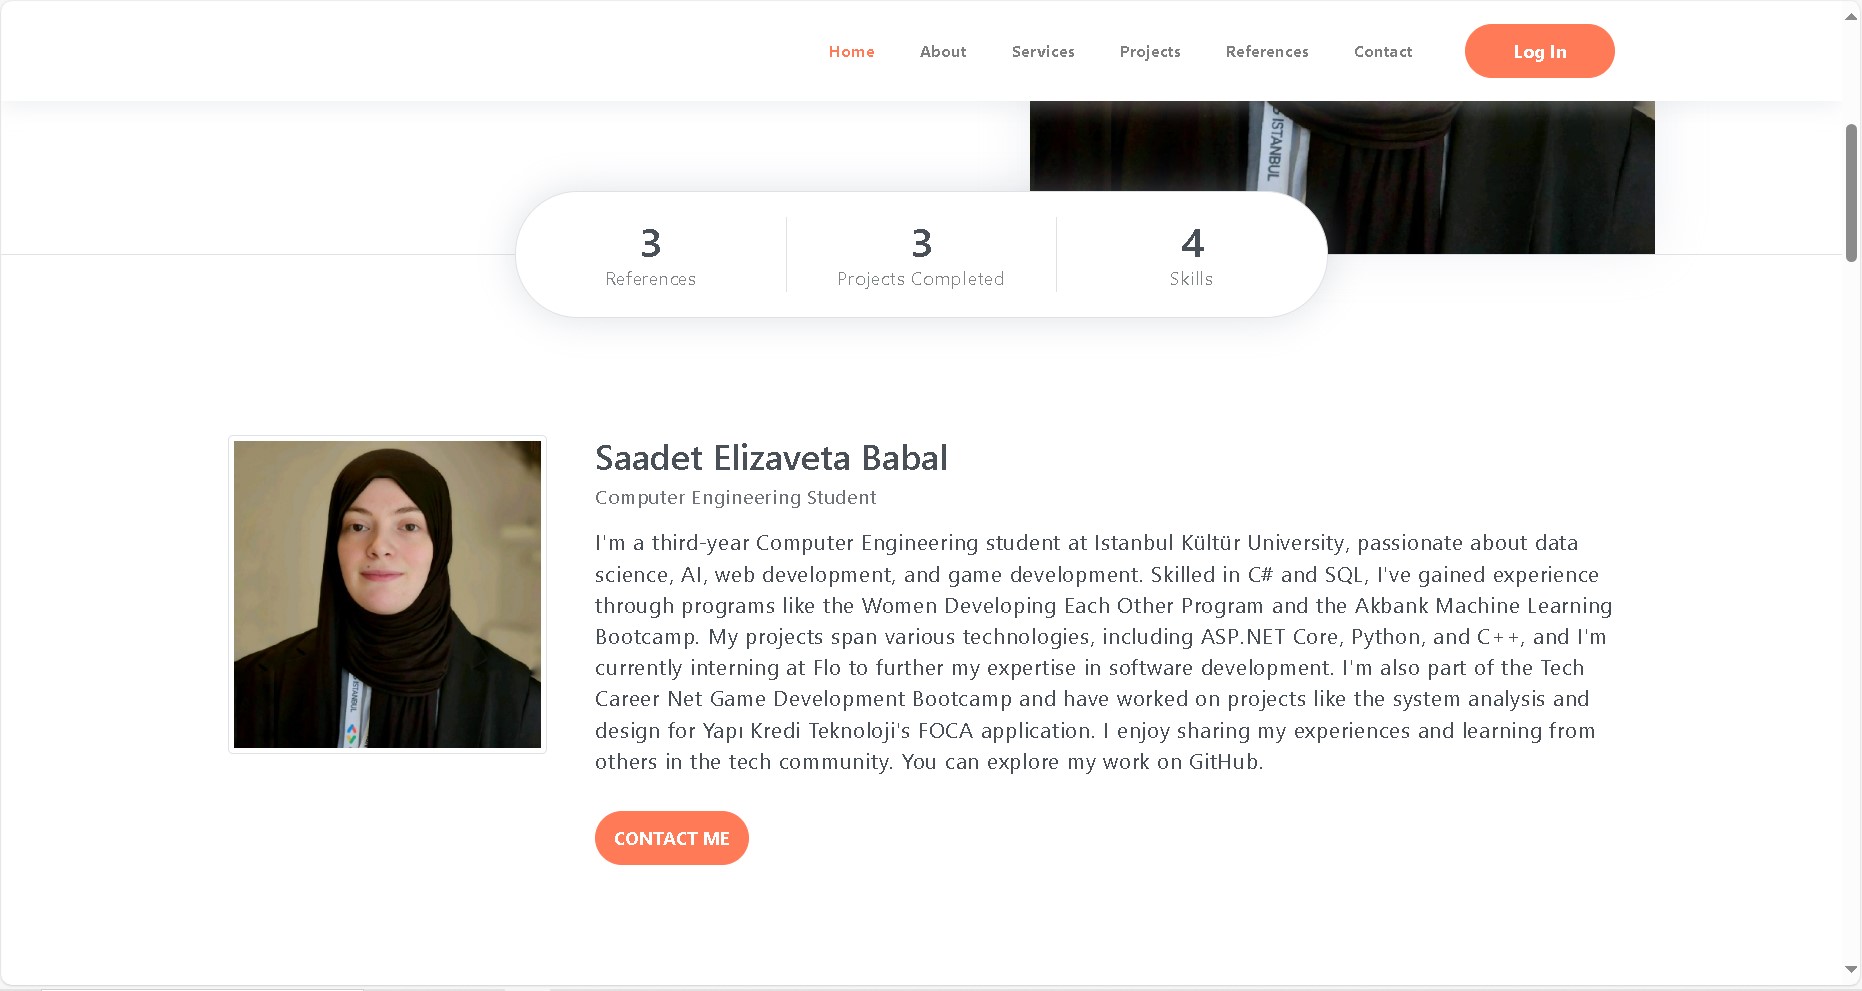 Home About Services Projects References Contact Log In
ISTANBUL
3 3 4
References Projects Completed Skills
Saadet Elizaveta Babal
Computer Engineering Student
I'm a third-year Computer Engineering student at Istanbul Kültür University, passionate about data
science, AI, web development, and game development. Skilled in C# and SQL, I've gained experience
through programs like the Women Developing Each Other Program and the Akbank Machine Learning
Bootcamp. My projects span various technologies, including ASP.NET Core, Python, and C++, and I'm
currently interning at Flo to further my expertise in software development. I'm also part of the Tech
Career Net Game Development Bootcamp and have worked on projects like the system analysis and
design for Yapı Kredi Teknoloji's FOCA application. I enjoy sharing my experiences and learning from
others in the tech community. You can explore my work on GitHub.
ISTANBUL
CONTACT ME